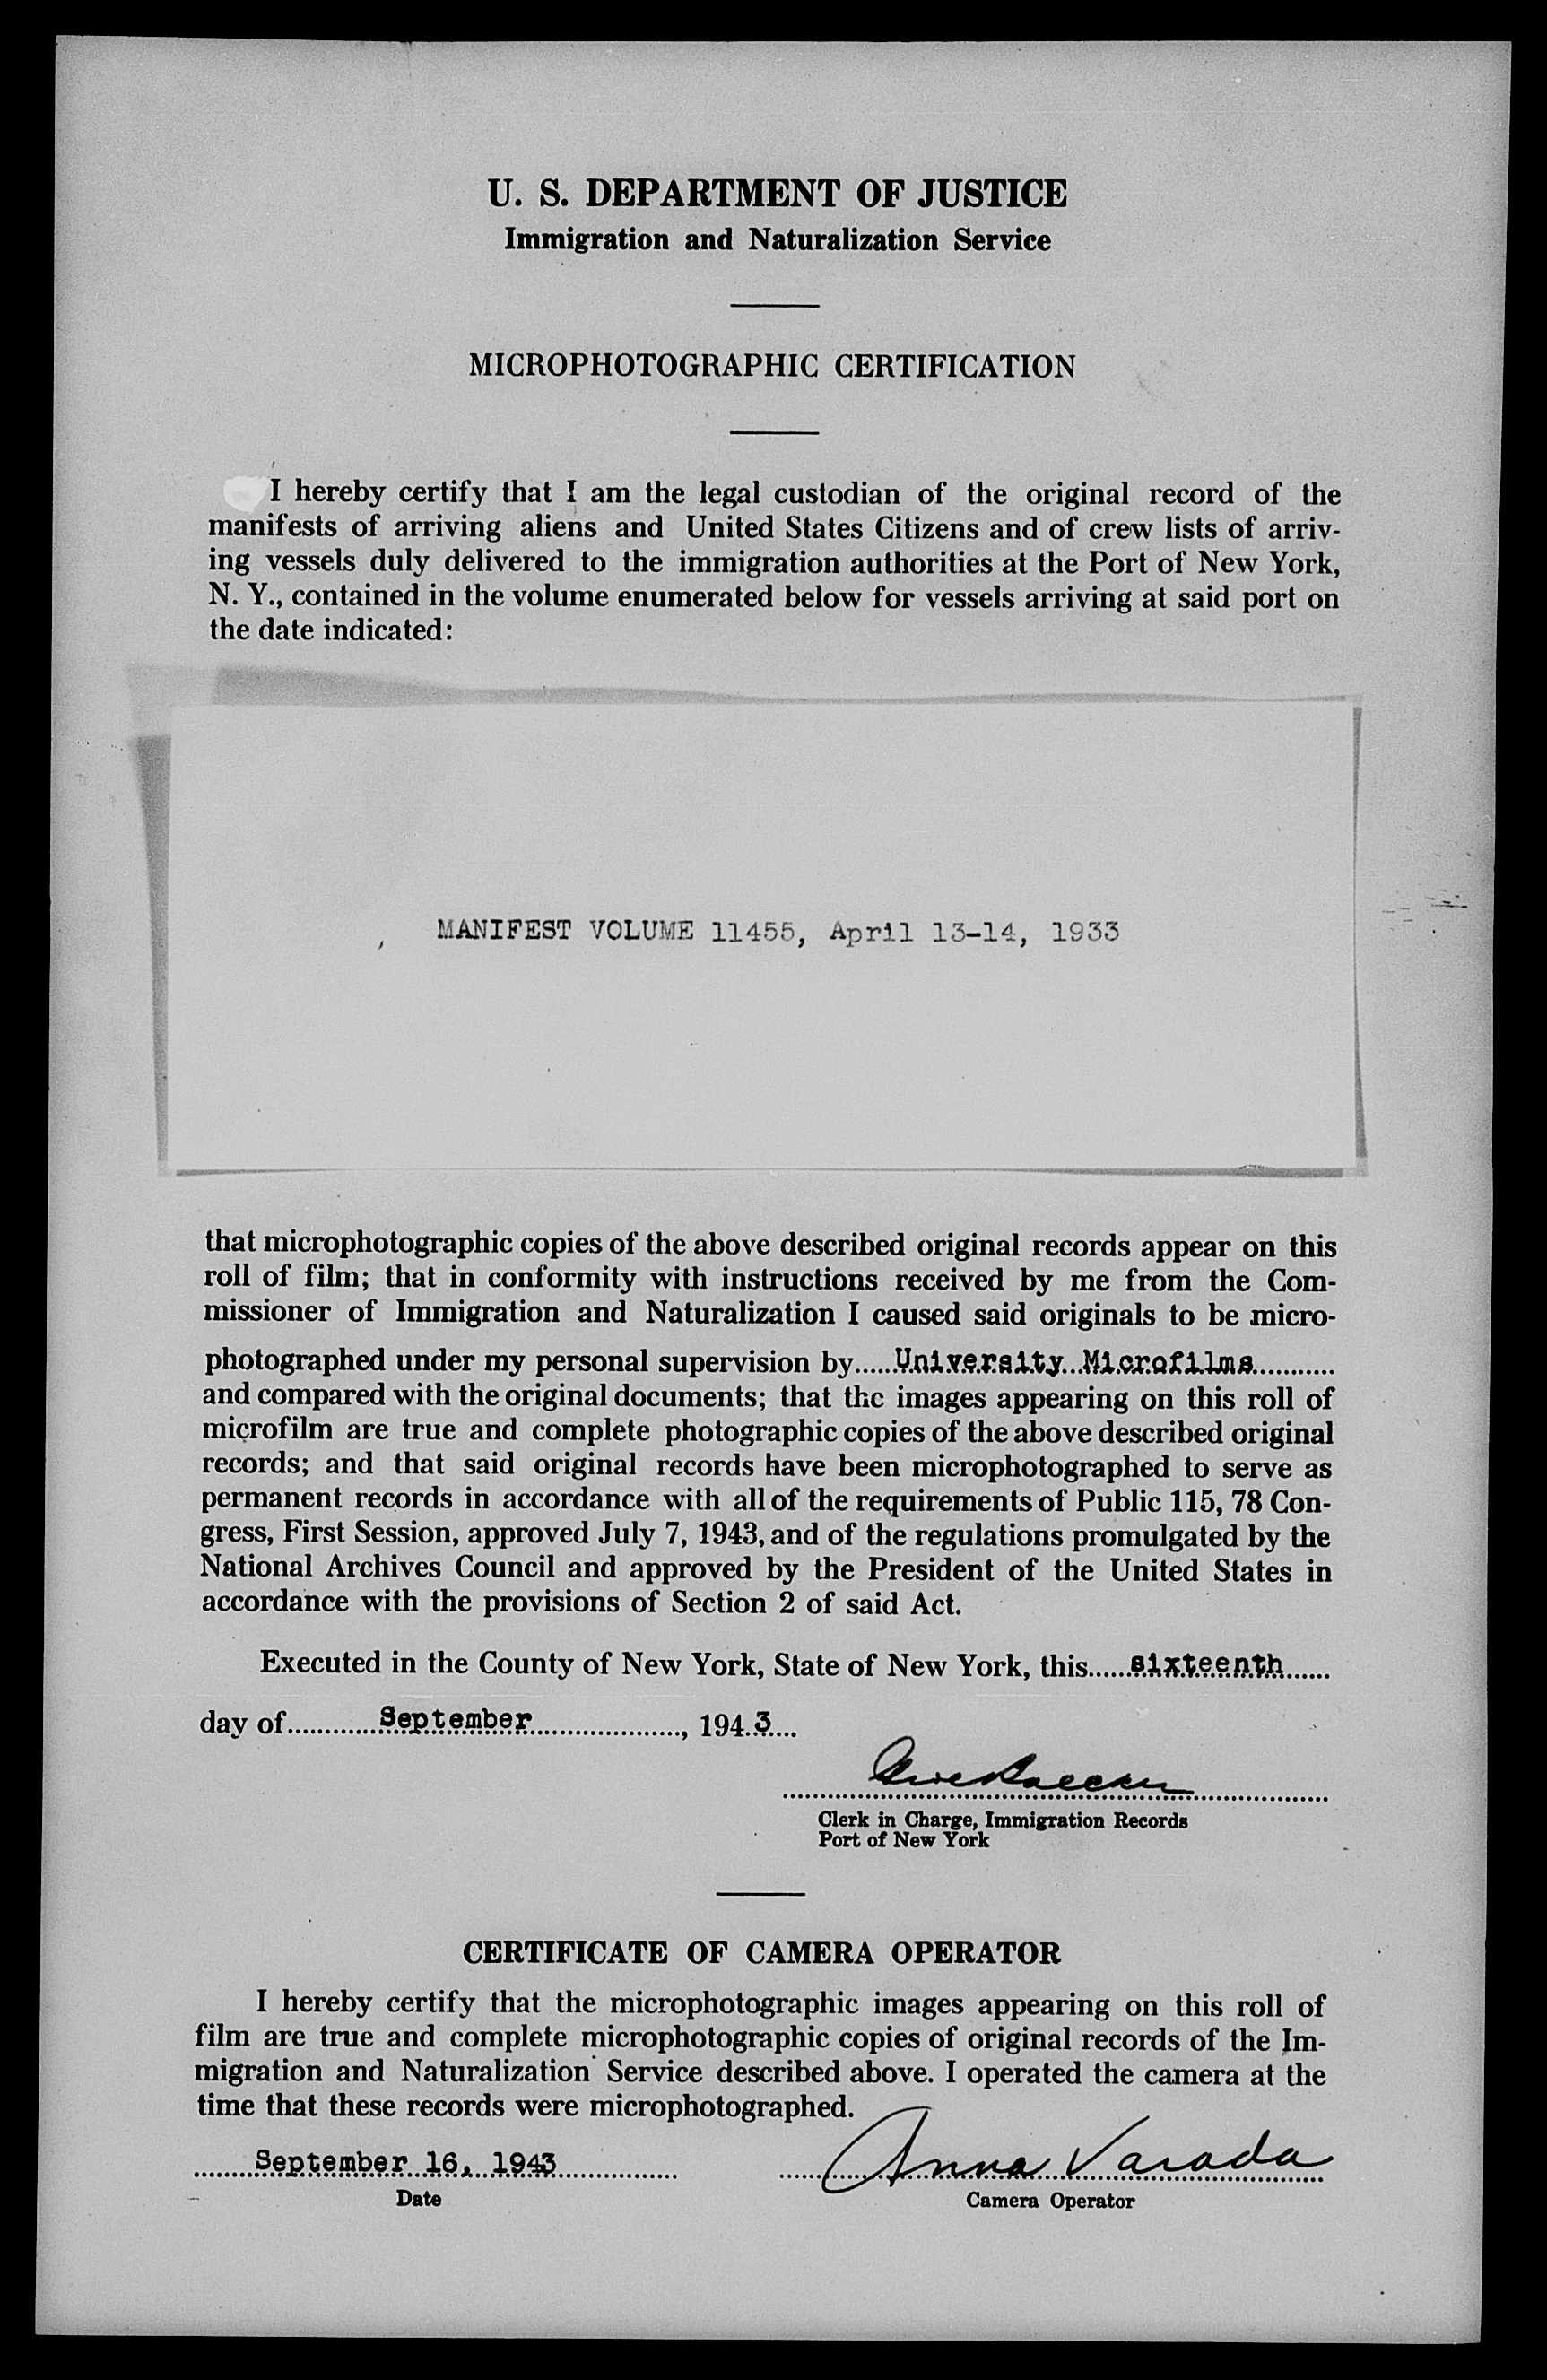 U. S. DEPARTMENT OF JUSTICE
Immigration and Naturalization Service
MICROPHOTOGRAPHIC CERTIFICATION
I hereby certify that I am the legal custodian of the original record of the
manifests of arriving aliens and United States Citizens and of crew lists of arriv-
ing vessels duly delivered to the immigration authorities at the Port of New York,
N. Y., contained in the volume enumerated below for vessels arriving at said port on
the date indicated:
MANIFEST VOLUME 11455, April 13-14, 1933
that microphotographic copies of the above described original records appear on this
roll of film; that in conformity with instructions received by me from the Com-
missioner of Immigration and Naturalization I caused said originals to be micro-
photographed under my personal supervision by.....University Microfilms...........
and compared with the original documents; that the images appearing on this roll of
microfilm are true and complete photographic copies of the above described original
records; and that said original records have been microphotographed to serve as
permanent records in accordance with all of the requirements of Public 115, 78 Con-
gress, First Session, approved July 7, 1943, and of the regulations promulgated by the
National Archives Council and approved by the President of the United States in
accordance with the provisions of Section 2 of said Act.
Executed in the County of New York, State of New York, this......sixteenth......
day of............September...................., 194.3....
Clerk in Charge, Immigration Records
Port of New York
CERTIFICATE OF CAMERA OPERATOR
I hereby certify that the microphotographic images appearing on this roll of
film are true and complete microphotographic copies of original records of the Im-
migration and Naturalization Service described above. I operated the camera at the
time that these records were microphotographed.
September 16, 1943 Anna Varada
Date Camera Operator